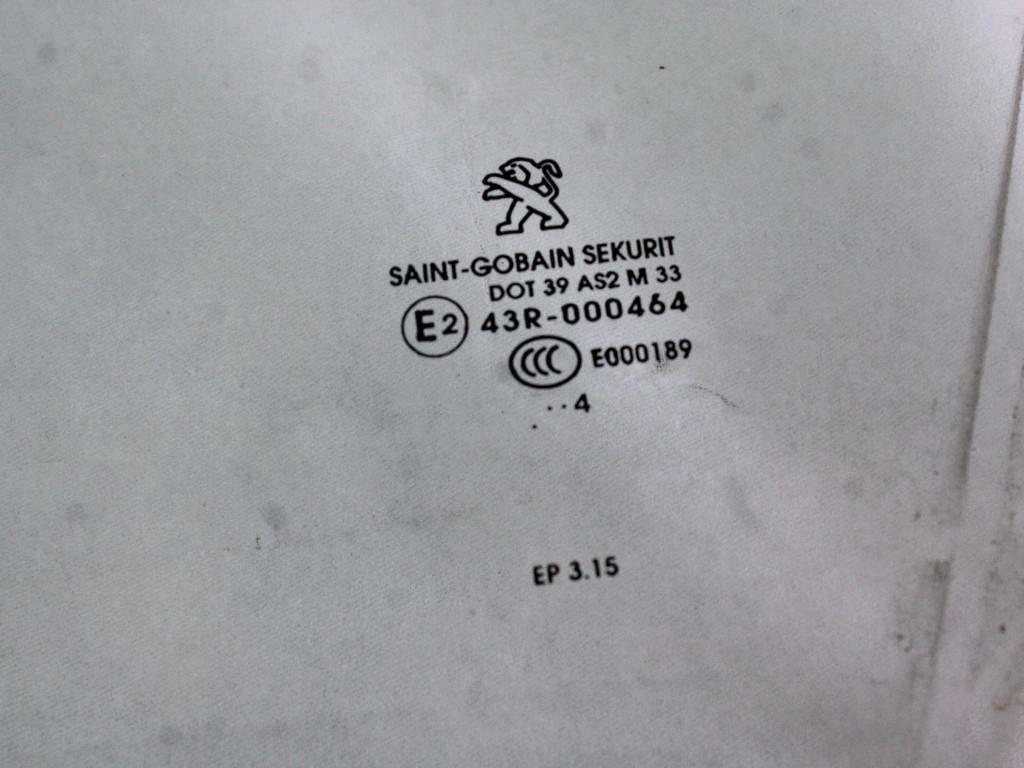 SAINT-GOBAIN SEKURIT
DOT 39 AS2 M 33
E2 43R-000464
CCC E000189
..4
EP 3.15